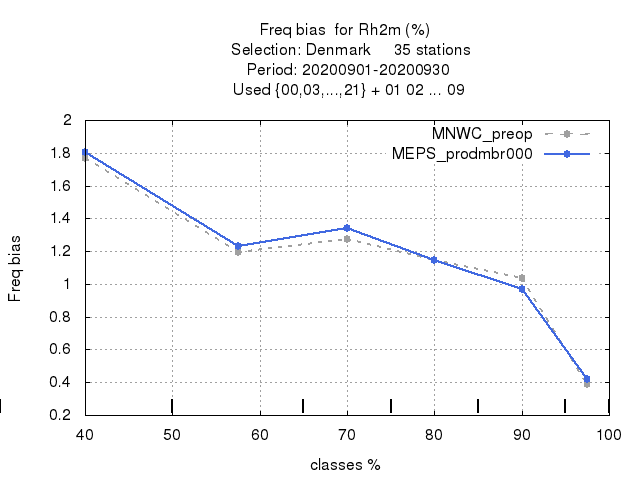 Freq bias for Rh2m (%)
Selection: Denmark 35 stations
Period: 20200901-20200930
Used {00,03,...,21} + 01 02 ... 09
MNWC_preop
MEPS_prodmbr000
2
1.8
1.6
1.4
1.2
1
0.8
0.6
0.4
0.2
Freq bias
40 50 60 70 80 90 100
classes %